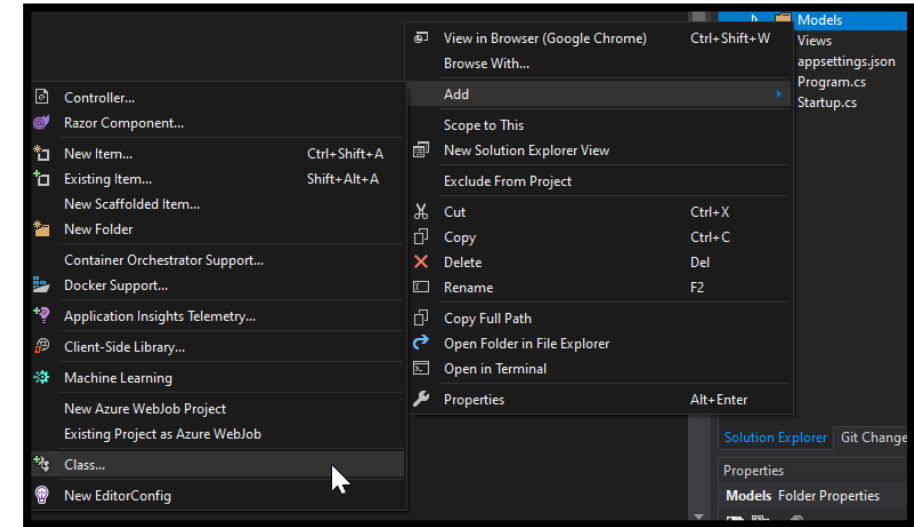 View in Browser (Google Chrome) Ctrl+Shift+W
Browse With...
Add
Scope to This
New Solution Explorer View
Exclude From Project
Cut Ctrl+X
Copy Ctrl+C
Delete Del
Rename F2
Copy Full Path
Open Folder in File Explorer
Open in Terminal
Properties Alt+Enter
Controller...
Razor Component...
New Item... Ctrl+Shift+A
Existing Item... Shift+Alt+A
New Scaffolded Item...
New Folder
Container Orchestrator Support...
Docker Support...
Application Insights Telemetry...
Client-Side Library...
Machine Learning
New Azure WebJob Project
Existing Project as Azure WebJob
Class...
New EditorConfig
Models
Views
appsettings.json
Program.cs
Startup.cs
Solution Explorer Git Change
Properties
Models Folder Properties